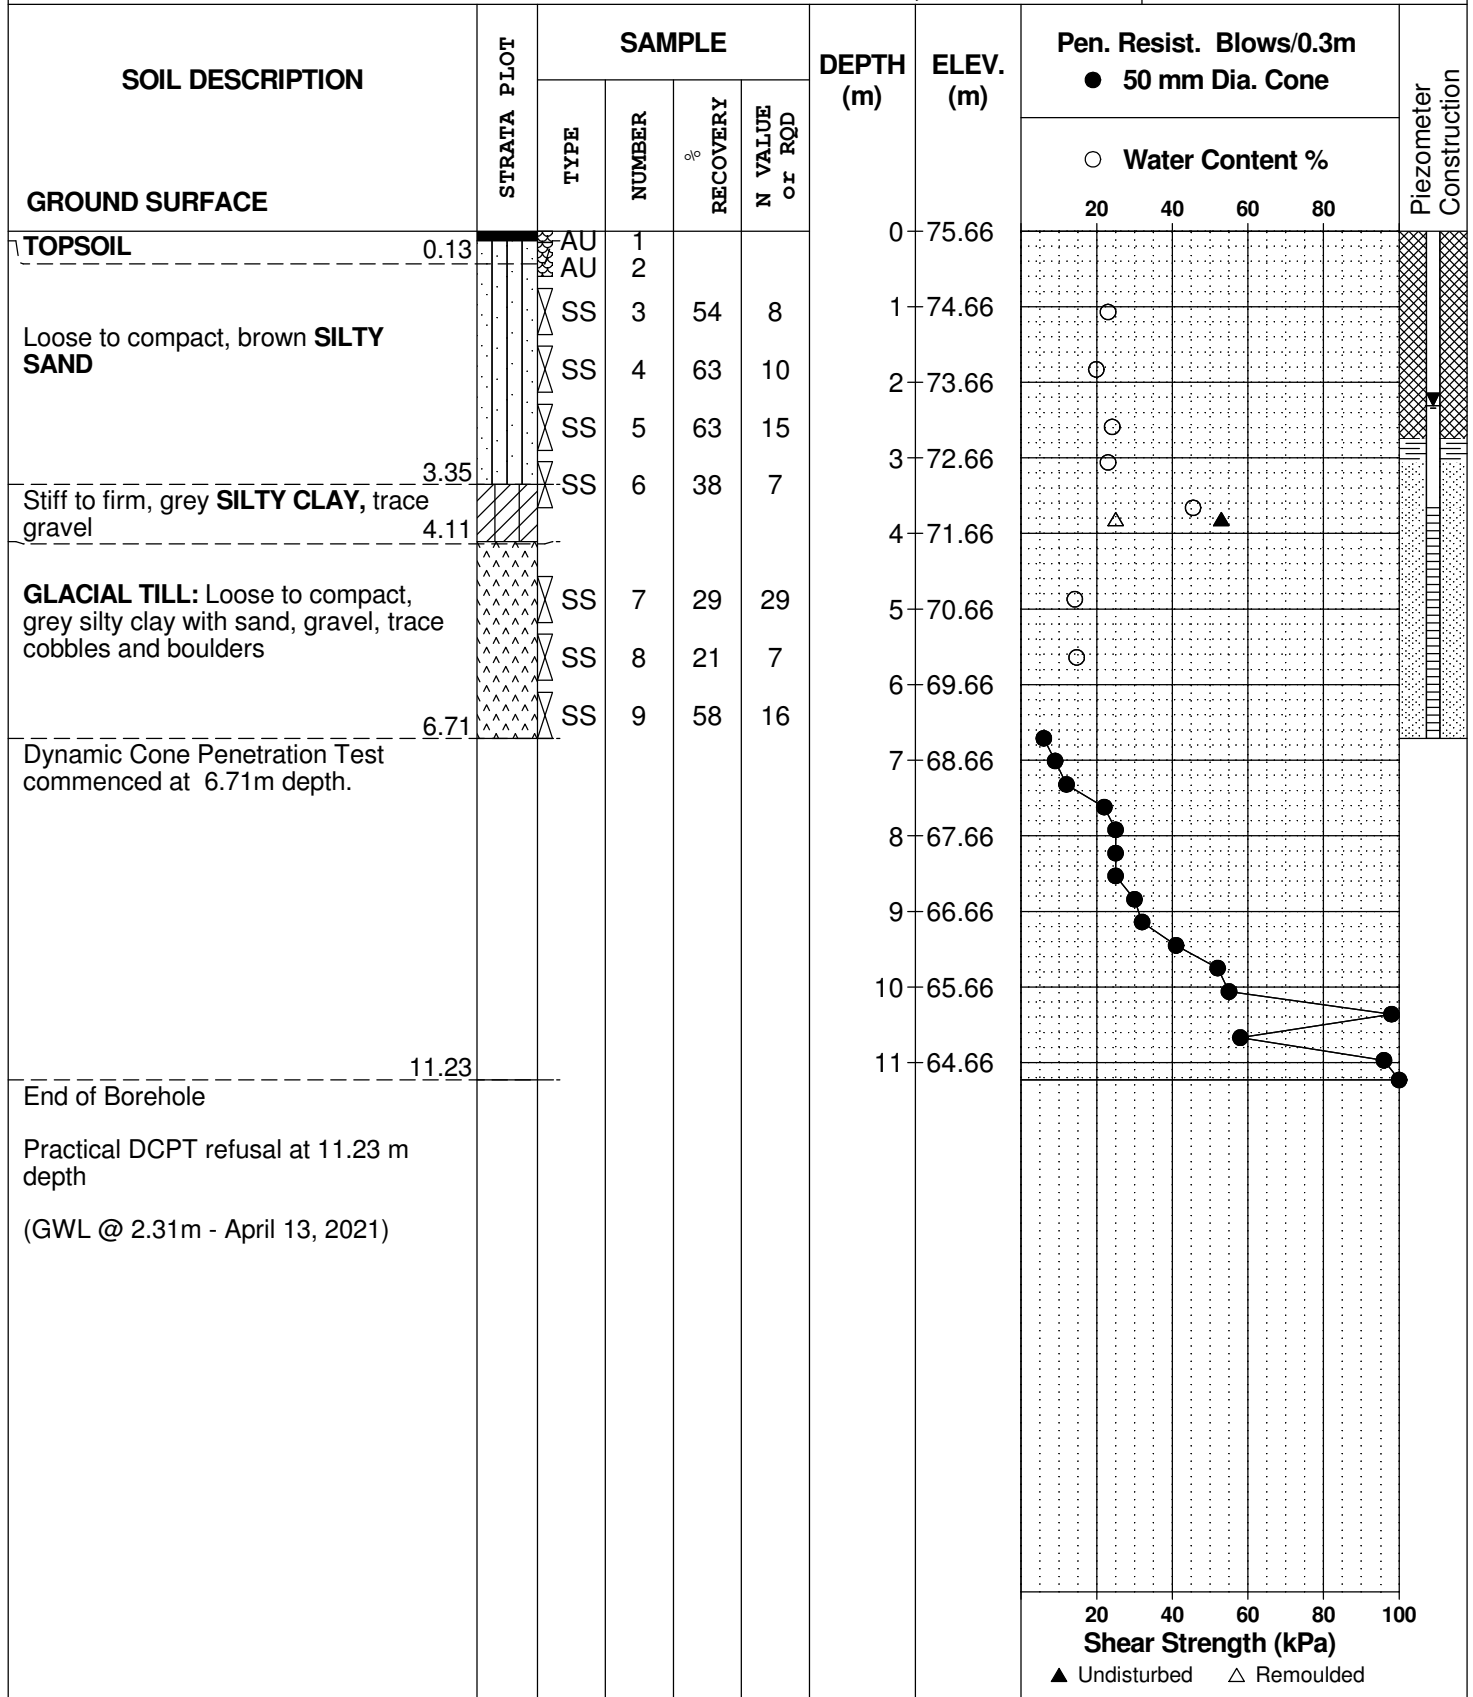 SOIL DESCRIPTION
GROUND SURFACE
STRATA PLOT
SAMPLE
TYPE
NUMBER
% RECOVERY
N VALUE or RQD
DEPTH (m)
ELEV. (m)
Pen. Resist. Blows/0.3m
● 50 mm Dia. Cone
○ Water Content %
20 40 60 80
Piezometer Construction
0 75.66
TOPSOIL 0.13
AU 1
AU 2
SS 3 54 8
1 74.66
Loose to compact, brown SILTY
SAND
SS 4 63 10
2 73.66
SS 5 63 15
3 72.66
3.35
SS 6 38 7
Stiff to firm, grey SILTY CLAY, trace
gravel 4.11
4 71.66
GLACIAL TILL: Loose to compact,
grey silty clay with sand, gravel, trace
cobbles and boulders
SS 7 29 29
5 70.66
SS 8 21 7
6 69.66
SS 9 58 16
6.71
Dynamic Cone Penetration Test
commenced at 6.71m depth.
7 68.66
8 67.66
9 66.66
10 65.66
11 64.66
11.23
End of Borehole
Practical DCPT refusal at 11.23 m
depth
(GWL @ 2.31m - April 13, 2021)
20 40 60 80 100
Shear Strength (kPa)
▲ Undisturbed △ Remoulded